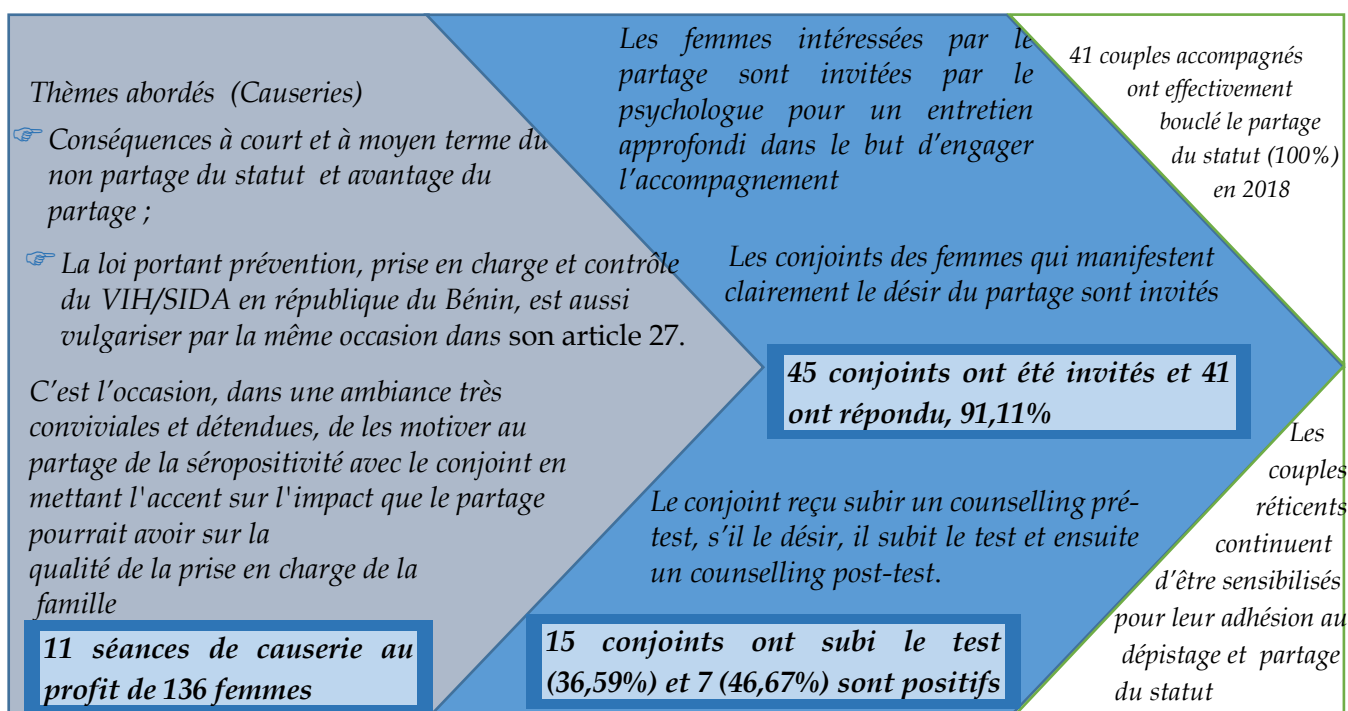 Thèmes abordés (Causeries)
☞ Conséquences à court et à moyen terme du
non partage du statut et avantage du
partage ;
☞ La loi portant prévention, prise en charge et contrôle
du VIH/SIDA en république du Bénin, est aussi
vulgariser par la même occasion dans son article 27.
C'est l'occasion, dans une ambiance très
conviviales et détendues, de les motiver au
partage de la séropositivité avec le conjoint en
mettant l'accent sur l'impact que le partage
pourrait avoir sur la
qualité de la prise en charge de la
famille
11 séances de causerie au
profit de 136 femmes
Les femmes intéressées par le
partage sont invitées par le
psychologue pour un entretien
approfondi dans le but d'engager
l'accompagnement
Les conjoints des femmes qui manifestent
clairement le désir du partage sont invités
45 conjoints ont été invités et 41
ont répondu, 91,11%
Le conjoint reçu subir un counselling pré-
test, s'il le désir, il subit le test et ensuite
un counselling post-test.
15 conjoints ont subi le test
(36,59%) et 7 (46,67%) sont positifs
41 couples accompagnés
ont effectivement
bouclé le partage
du statut (100%)
en 2018
Les
couples
réticents
continuent
d'être sensibilisés
pour leur adhésion au
dépistage et partage
du statut